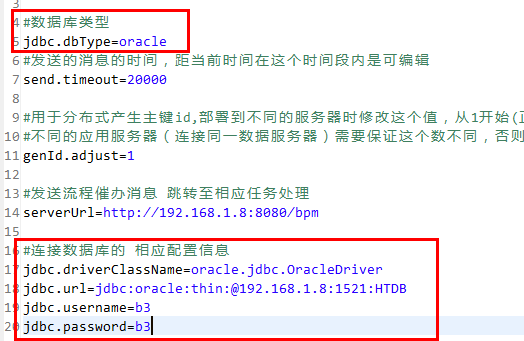 4 #数据库类型
5 jdbc.dbType=oracle
6 #发送的消息的时间，距当前时间在这个时间段内是可编辑
7 send.timeout=20000
8
9 #用于分布式产生主键id,部署到不同的服务器时修改这个值，从1开始(
10 #不同的应用服务器（连接同一数据服务器）需要保证这个数不同，否则
11 genId.adjust=1
12
13 #发送流程催办消息 跳转至相应任务处理
14 serverUrl=http://192.168.1.8:8080/bpm
15
16 #连接数据库的 相应配置信息
17 jdbc.driverClassName=oracle.jdbc.OracleDriver
18 jdbc.url=jdbc:oracle:thin:@192.168.1.8:1521:HTDB
19 jdbc.username=b3
20 jdbc.password=b3